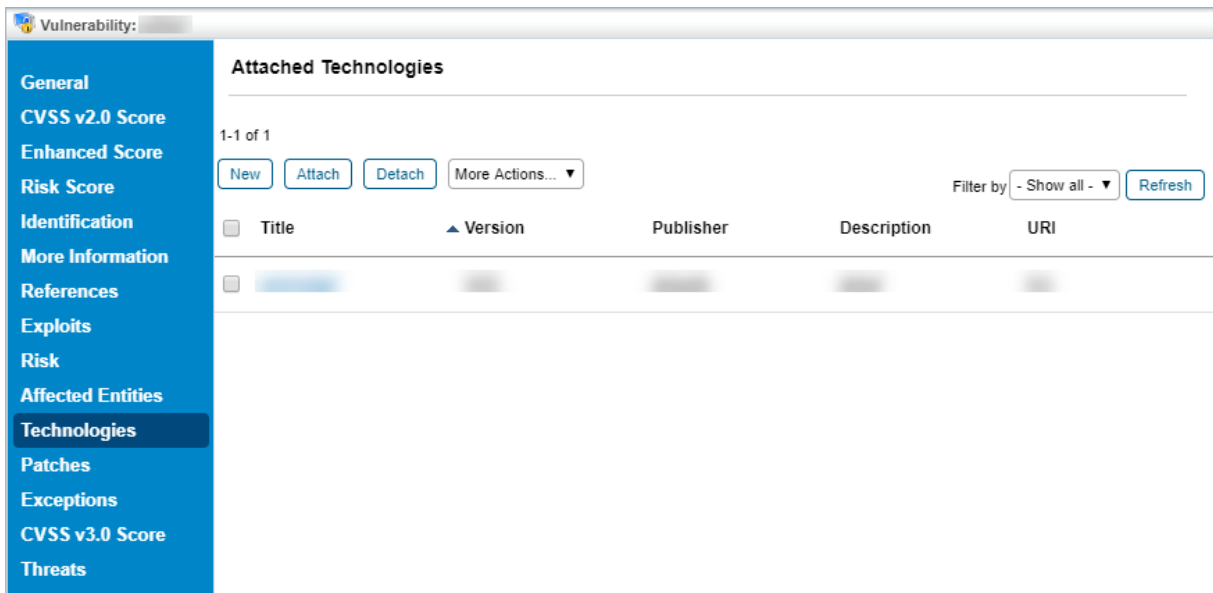 Vulnerability:
General
CVSS v2.0 Score
Enhanced Score
Risk Score
Identification
More Information
References
Exploits
Risk
Affected Entities
Technologies
Patches
Exceptions
CVSS v3.0 Score
Threats
Attached Technologies
1-1 of 1
New Attach Detach More Actions... ▼
Filter by - Show all - ▼ Refresh
Title ▲ Version Publisher Description URI